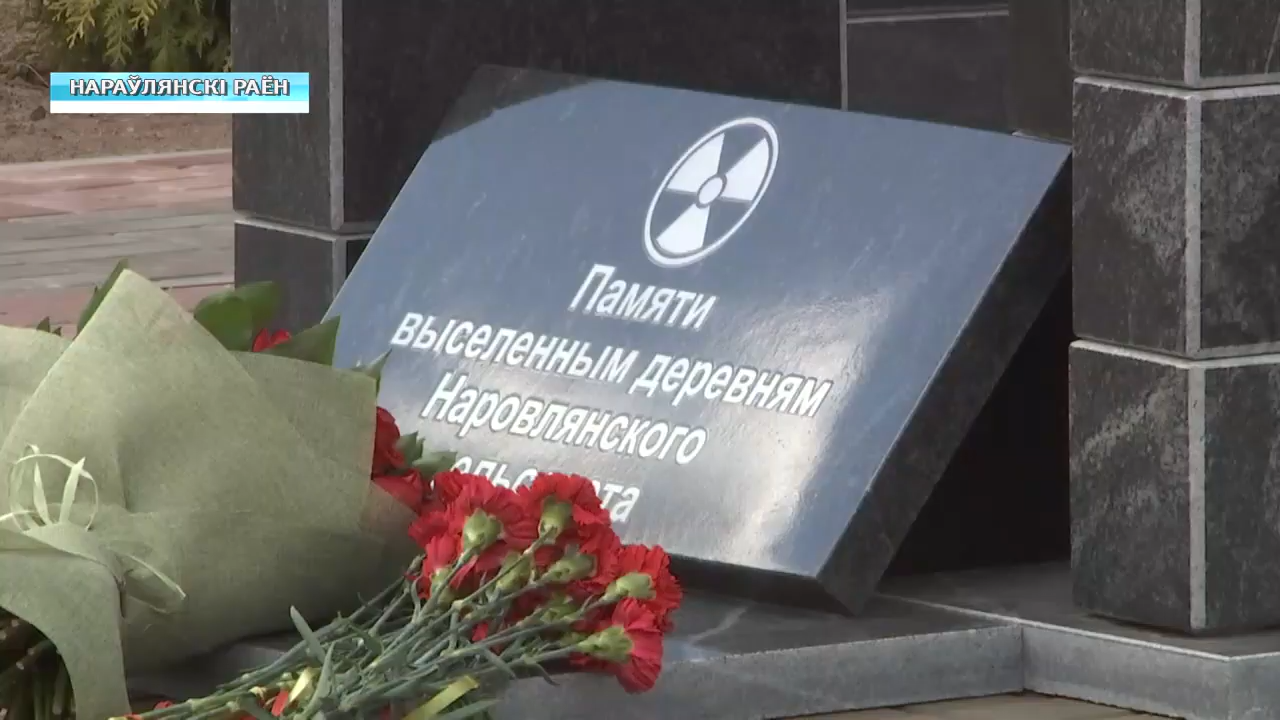 НАРАЎЛЯНСКІ РАЁН
Памяти
выселенным деревням
Наровлянского